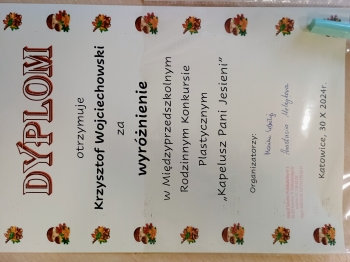 DYPLOM
otrzymuje
Krzysztof Wojciechowski
za
wyróżnienie
w Międzyprzedszkolnym
Rodzinnym Konkursie
Plastycznym
„Kapelusz Pani Jesieni”
Organizatorzy:
Katowice, 30 X 2024r.